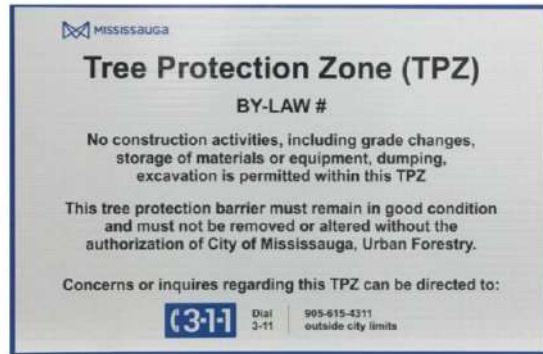 MISSISSAUGA
Tree Protection Zone (TPZ)
BY-LAW #
No construction activities, including grade changes,
storage of materials or equipment, dumping,
excavation is permitted within this TPZ
This tree protection barrier must remain in good condition
and must not be removed or altered without the
authorization of City of Mississauga, Urban Forestry.
Concerns or inquires regarding this TPZ can be directed to:
3-1-1
Dial
3-11
905-615-4311
outside city limits